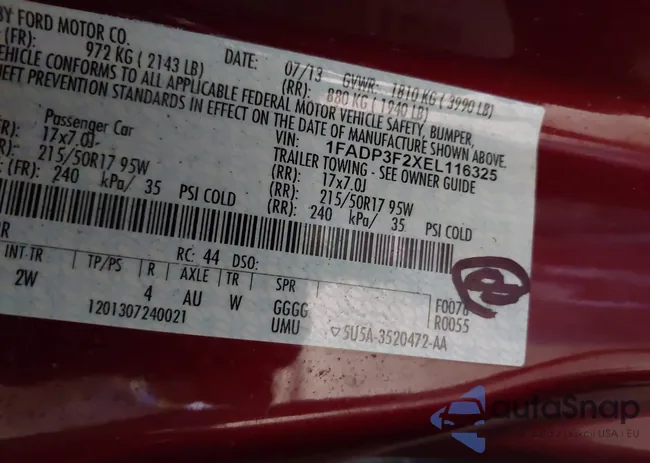 BY FORD MOTOR CO.
DATE: 07/13 GVWR: 1810 KG (3990 LB)
(FR): 972 KG (2143 LB) (RR): 880 KG (1940 LB)
VEHICLE CONFORMS TO ALL APPLICABLE FEDERAL MOTOR VEHICLE SAFETY, BUMPER,
THEFT PREVENTION STANDARDS IN EFFECT ON THE DATE OF MANUFACTURE SHOWN ABOVE.
VIN: 1FADP3F2XEL116325
Passenger Car TRAILER TOWING - SEE OWNER GUIDE
17x7.0J (RR): 17x7.0J
215/50R17 95W (RR): 215/50R17 95W
(FR): 240 kPa/ 35 PSI COLD (RR): 240 kPa/ 35 PSI COLD
RC: 44 DSO:
INT TR TP/PS R AXLE TR SPR
2W 4 AU W GGGG
UMU
F0076
R0055
1201307240021
5U5A-3520472-AA
autoSnap